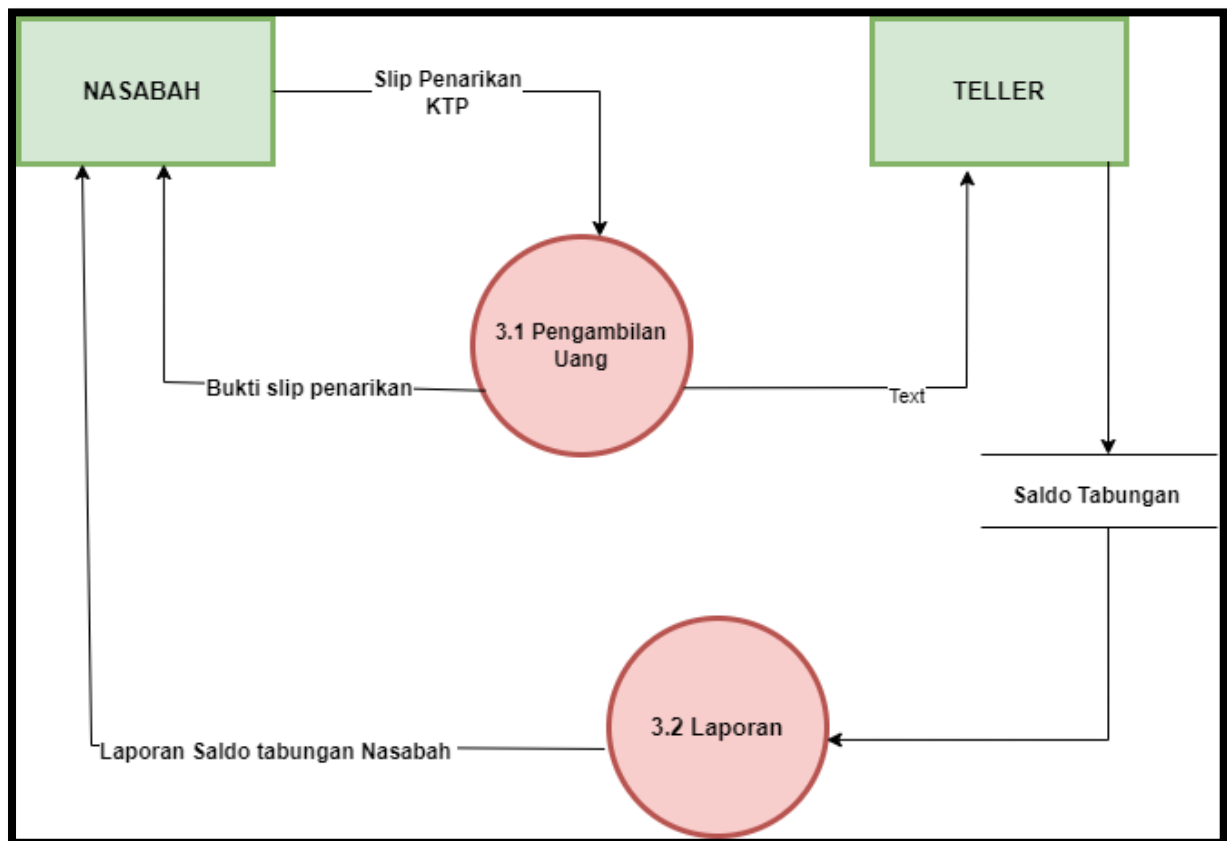 NASABAH
Slip Penarikan
KTP
TELLER
3.1 Pengambilan
Uang
Bukti slip penarikan
Text
Saldo Tabungan
3.2 Laporan
Laporan Saldo tabungan Nasabah